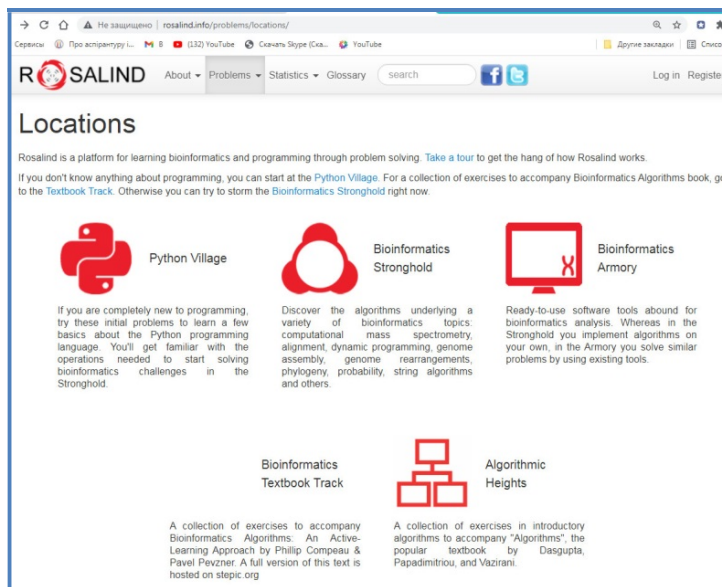 Не защищено | rosalind.info/problems/locations/
Сервисы Про аспірантуру і... В (132) YouTube Скачать Skype (Ска... YouTube Другие закладки
ROSALIND About Problems Statistics Glossary search Log in Registe
Locations
Rosalind is a platform for learning bioinformatics and programming through problem solving. Take a tour to get the hang of how Rosalind works.
If you don't know anything about programming, you can start at the Python Village. For a collection of exercises to accompany Bioinformatics Algorithms book, go
to the Textbook Track. Otherwise you can try to storm the Bioinformatics Stronghold right now.
Python Village
If you are completely new to programming,
try these initial problems to learn a few
basics about the Python programming
language. You'll get familiar with the
operations needed to start solving
bioinformatics challenges in the
Stronghold.
Bioinformatics
Stronghold
Discover the algorithms underlying a
variety of bioinformatics topics:
computational mass spectrometry,
alignment, dynamic programming, genome
assembly, genome rearrangements,
phylogeny, probability, string algorithms
and others.
Bioinformatics
Armory
Ready-to-use software tools abound for
bioinformatics analysis. Whereas in the
Stronghold you implement algorithms on
your own, in the Armory you solve similar
problems by using existing tools.
Bioinformatics
Textbook Track
A collection of exercises to accompany
Bioinformatics Algorithms: An Active-
Learning Approach by Phillip Compeau &
Pavel Pevzner. A full version of this text is
hosted on stepic.org
Algorithmic
Heights
A collection of exercises in introductory
algorithms to accompany "Algorithms", the
popular textbook by Dasgupta,
Papadimitriou, and Vazirani.